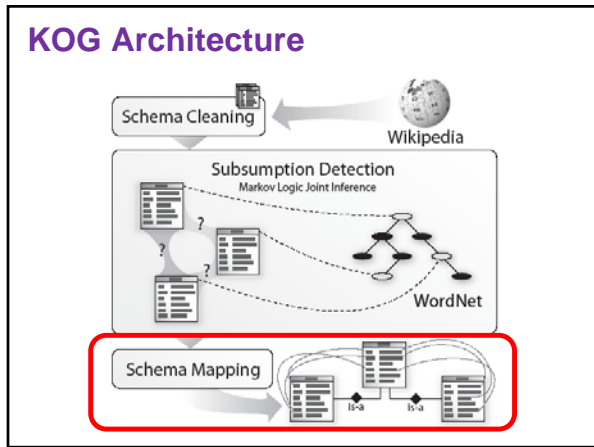 KOG Architecture
Schema Cleaning
Wikipedia
Subsumption Detection
Markov Logic Joint Inference
?
?
?
WordNet
Schema Mapping
is-a
is-a